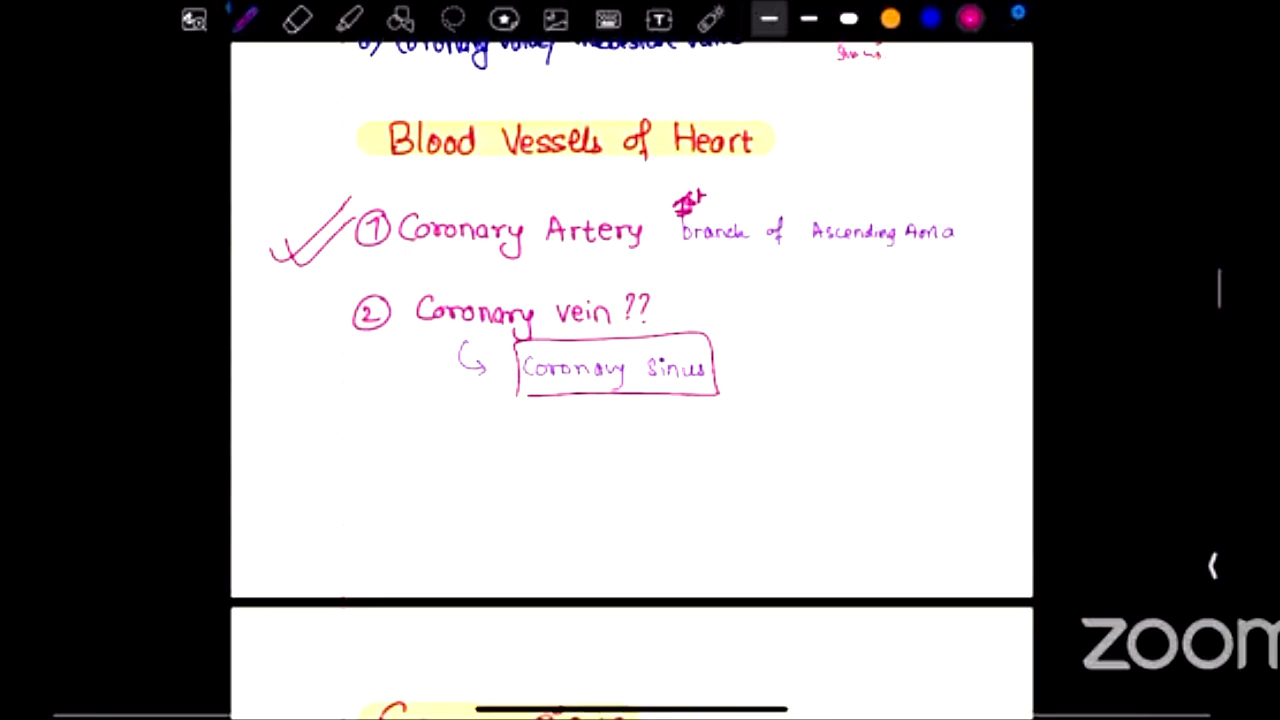 Blood Vessels of Heart
1st
① Coronary Artery branch of Ascending Aorta
② Coronary vein ??
↳ Coronary Sinus
zoom